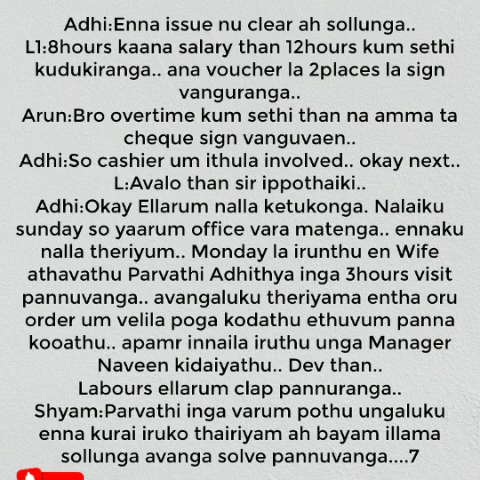 Adhi:Enna issue nu clear ah sollunga..
L1:8hours kaana salary than 12hours kum sethi
kudukiranga.. ana voucher la 2places la sign
vanguranga..
Arun:Bro overtime kum sethi than na amma ta
cheque sign vanguvaen..
Adhi:So cashier um ithula involved.. okay next..
L:Avalo than sir ippothaiki..
Adhi:Okay Ellarum nalla ketukonga. Nalaiku
sunday so yaarum office vara matenga.. ennaku
nalla theriyum.. Monday la irunthu en Wife
athavathu Parvathi Adhithya inga 3hours visit
pannuvanga.. avangaluku theriyama entha oru
order um velila poga kodathu ethuvum panna
kooathu.. apamr innaila iruthu unga Manager
Naveen kidaiyathu.. Dev than..
Labours ellarum clap pannuranga..
Shyam:Parvathi inga varum pothu ungaluku
enna kurai iruko thairiyam ah bayam illama
sollunga avanga solve pannuvanga....7